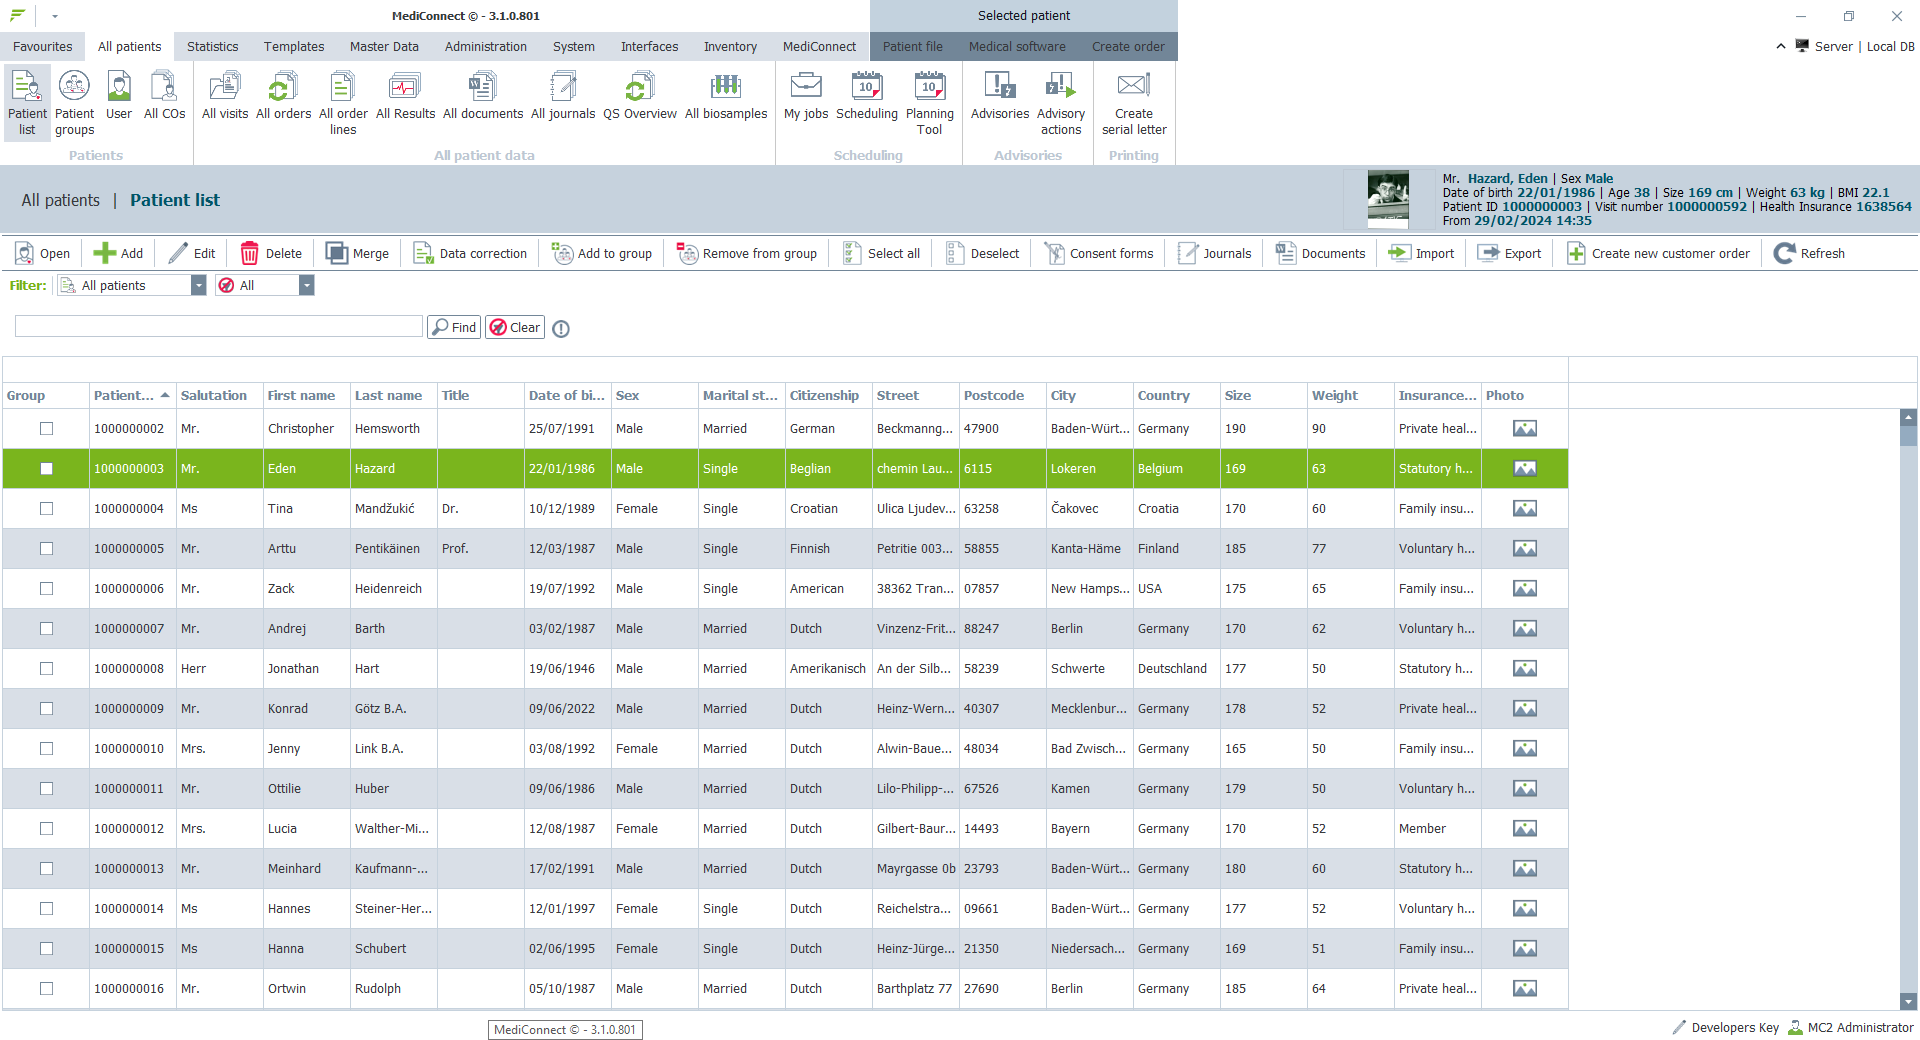 MediConnect © - 3.1.0.801
Selected patient
Favourites All patients Statistics Templates Master Data Administration System Interfaces Inventory MediConnect Patient file Medical software Create order Server | Local DB
Patient list Patient groups User All COs
Patients
All visits All orders All order lines All Results All documents All journals QS Overview All biosamples
All patient data
My jobs Scheduling Planning Tool
Scheduling
Advisories Advisory actions
Advisories
Create serial letter
Printing
All patients | Patient list
Mr. Hazard, Eden | Sex Male
Date of birth 22/01/1986 | Age 38 | Size 169 cm | Weight 63 kg | BMI 22.1
Patient ID 1000000003 | Visit number 1000000592 | Health Insurance 1638564
From 29/02/2024 14:35
Open Add Edit Delete Merge Data correction Add to group Remove from group Select all Deselect Consent forms Journals Documents Import Export Create new customer order Refresh
Filter: All patients All
Find Clear
Group Patient... Salutation First name Last name Title Date of bi... Sex Marital st... Citizenship Street Postcode City Country Size Weight Insurance... Photo
1000000002 Mr. Christopher Hemsworth 25/07/1991 Male Married German Beckmanng... 47900 Baden-Würt... Germany 190 90 Private heal...
1000000003 Mr. Eden Hazard 22/01/1986 Male Single Beglian chemin Lau... 6115 Lokeren Belgium 169 63 Statutory h...
1000000004 Ms Tina Mandžukić Dr. 10/12/1989 Female Single Croatian Ulica Ljudev... 63258 Čakovec Croatia 170 60 Family insu...
1000000005 Mr. Arttu Pentikäinen Prof. 12/03/1987 Male Single Finnish Petritie 003... 58855 Kanta-Häme Finland 185 77 Voluntary h...
1000000006 Mr. Zack Heidenreich 19/07/1992 Male Single American 38362 Tran... 07857 New Hamps... USA 175 65 Family insu...
1000000007 Mr. Andrej Barth 03/02/1987 Male Married Dutch Vinzenz-Frit... 88247 Berlin Germany 170 62 Voluntary h...
1000000008 Herr Jonathan Hart 19/06/1946 Male Married Amerikanisch An der Silb... 58239 Schwerte Deutschland 177 50 Statutory h...
1000000009 Mr. Konrad Götz B.A. 09/06/2022 Male Married Dutch Heinz-Wern... 40307 Mecklenbur... Germany 178 52 Private heal...
1000000010 Mrs. Jenny Link B.A. 03/08/1992 Female Married Dutch Alwin-Baue... 48034 Bad Zwisch... Germany 165 50 Family insu...
1000000011 Mr. Ottilie Huber 09/06/1986 Male Married Dutch Lilo-Philipp-... 67526 Kamen Germany 179 50 Voluntary h...
1000000012 Mrs. Lucia Walther-Mi... 12/08/1987 Female Married Dutch Gilbert-Baur... 14493 Bayern Germany 170 52 Member
1000000013 Mr. Meinhard Kaufmann-... 17/02/1991 Male Married Dutch Mayrgasse 0b 23793 Baden-Würt... Germany 180 60 Statutory h...
1000000014 Ms Hannes Steiner-Her... 12/01/1997 Female Single Dutch Reichelstra... 09661 Baden-Würt... Germany 177 52 Voluntary h...
1000000015 Ms Hanna Schubert 02/06/1995 Female Single Dutch Heinz-Jürge... 21350 Niedersach... Germany 169 51 Family insu...
1000000016 Mr. Ortwin Rudolph 05/10/1987 Male Married Dutch Barthplatz 77 27690 Berlin Germany 185 64 Private heal...
MediConnect © - 3.1.0.801
Developers Key MC2 Administrator